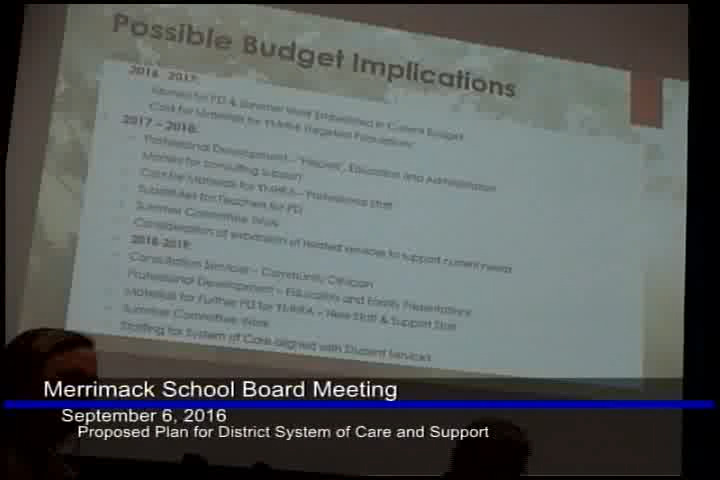 Possible Budget Implications
2016 - 2017:
Monies for PD & Summer Work Embedded in Current Budget
Cost for Materials for YMHFA Targeted Populations
2017 – 2018:
Professional Development – Education and Administration
Monies for consulting support
Cost for Materials for YMHFA – Professional Staff
Substitutes for Teachers for PD
Summer Committee Work
Consideration of expansion of related services to support current needs
2018-2019:
Consultation Services – Community Clinician
Professional Development – Education and Family Presentations
Materials for Further PD for YMHFA – New Staff & Support Staff
Summer Committee Work
Staffing for System of Care aligned with Student Services
Merrimack School Board Meeting
September 6, 2016
Proposed Plan for District System of Care and Support